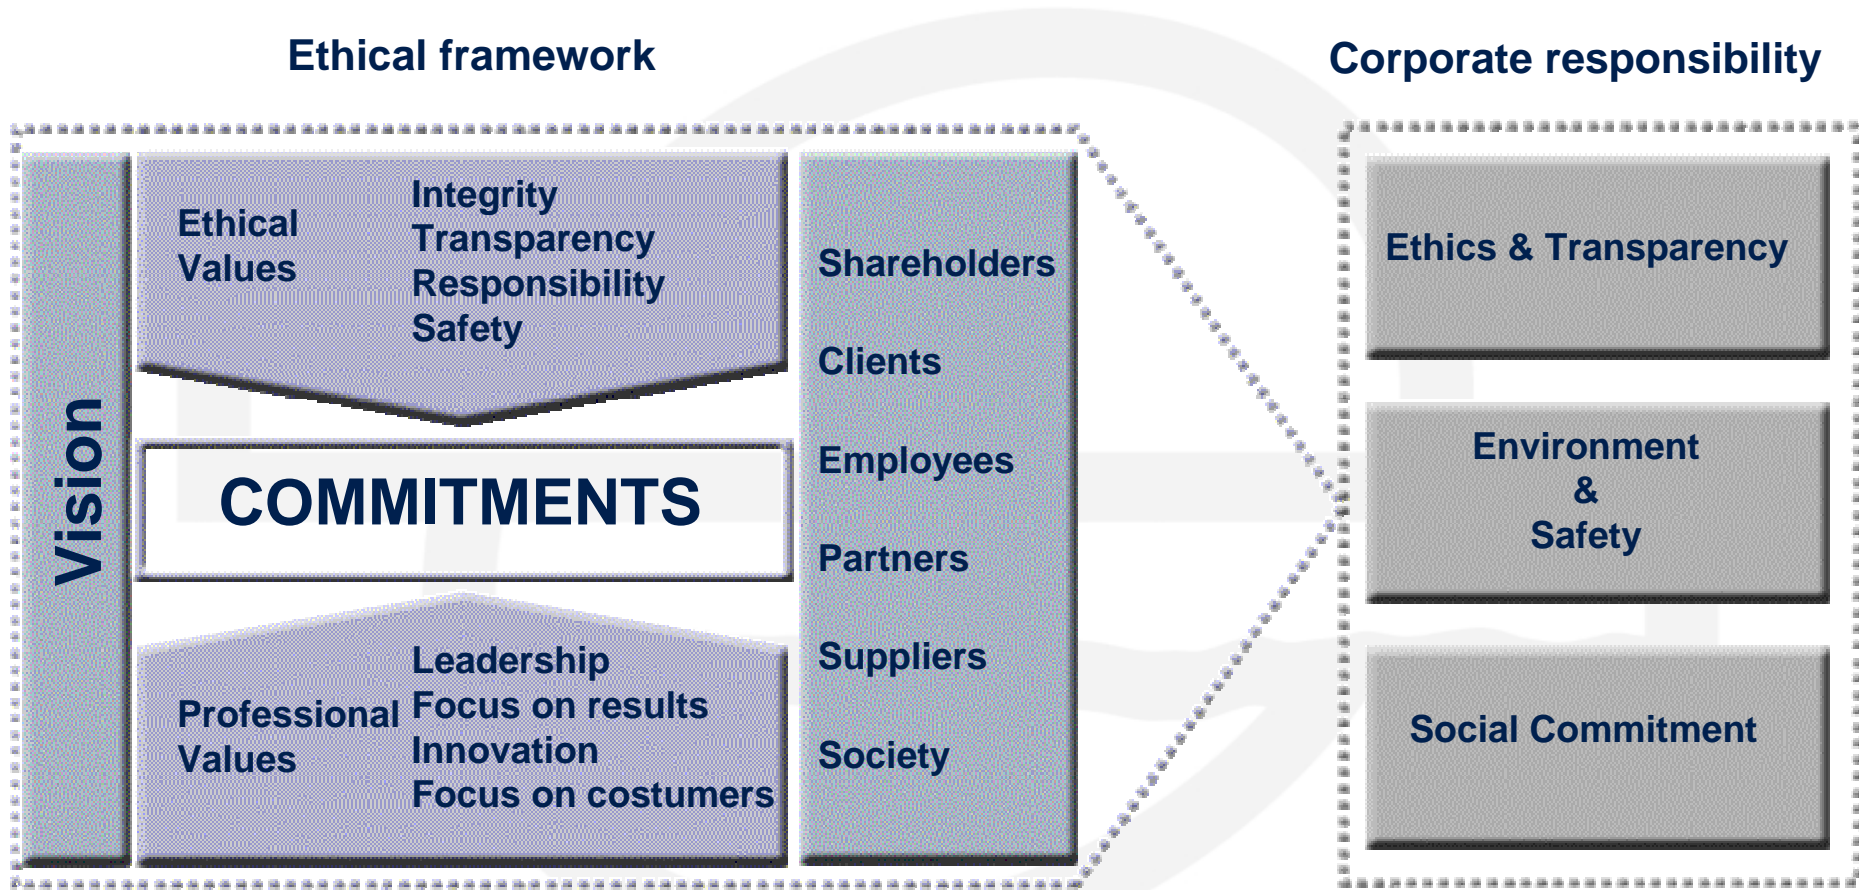 Ethical framework
Corporate responsibility
Vision
Ethical
Values
Integrity
Transparency
Responsibility
Safety
COMMITMENTS
Professional
Values
Leadership
Focus on results
Innovation
Focus on costumers
Shareholders
Clients
Employees
Partners
Suppliers
Society
Ethics & Transparency
Environment
&
Safety
Social Commitment